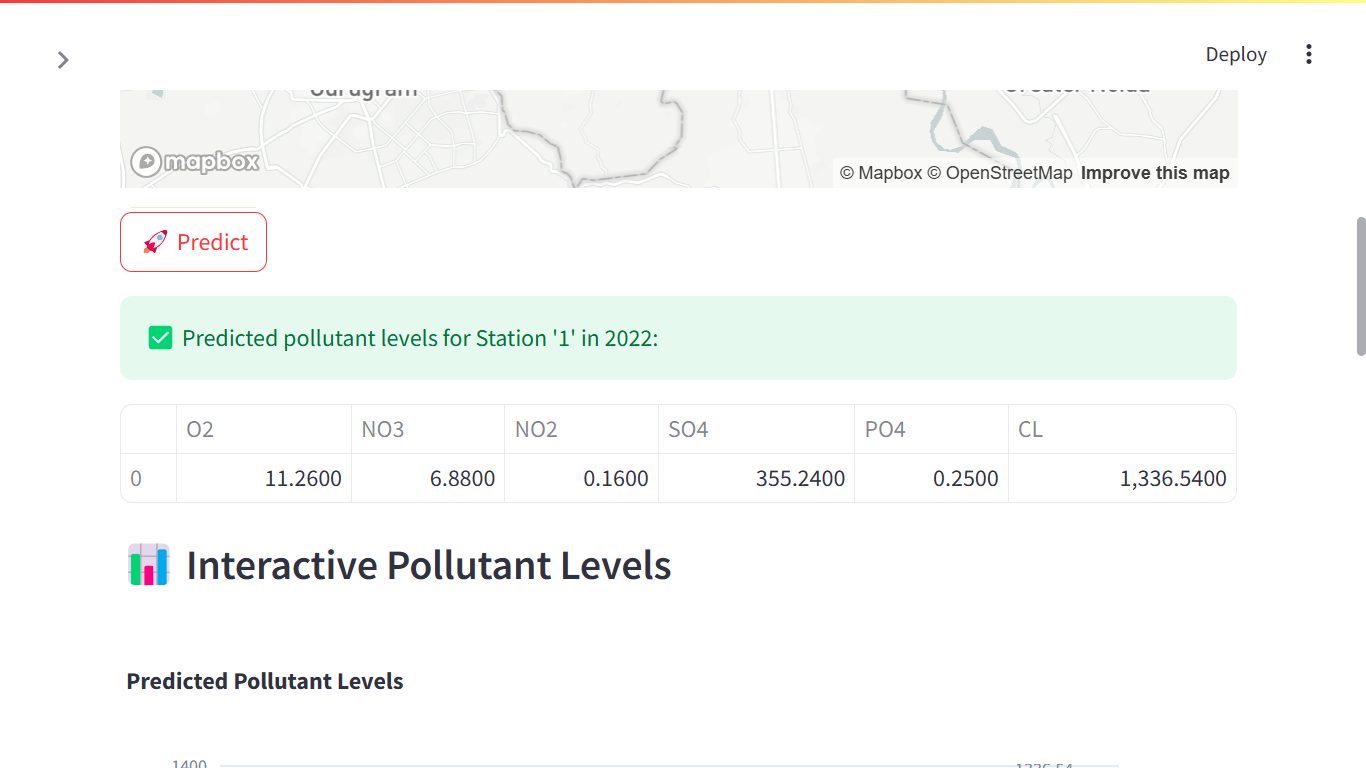 Deploy
Gurugram
Greater Noida
mapbox
© Mapbox © OpenStreetMap Improve this map
Predict
Predicted pollutant levels for Station '1' in 2022:
O2 NO3 NO2 SO4 PO4 CL
0 11.2600 6.8800 0.1600 355.2400 0.2500 1,336.5400
Interactive Pollutant Levels
Predicted Pollutant Levels
1400
1336.54